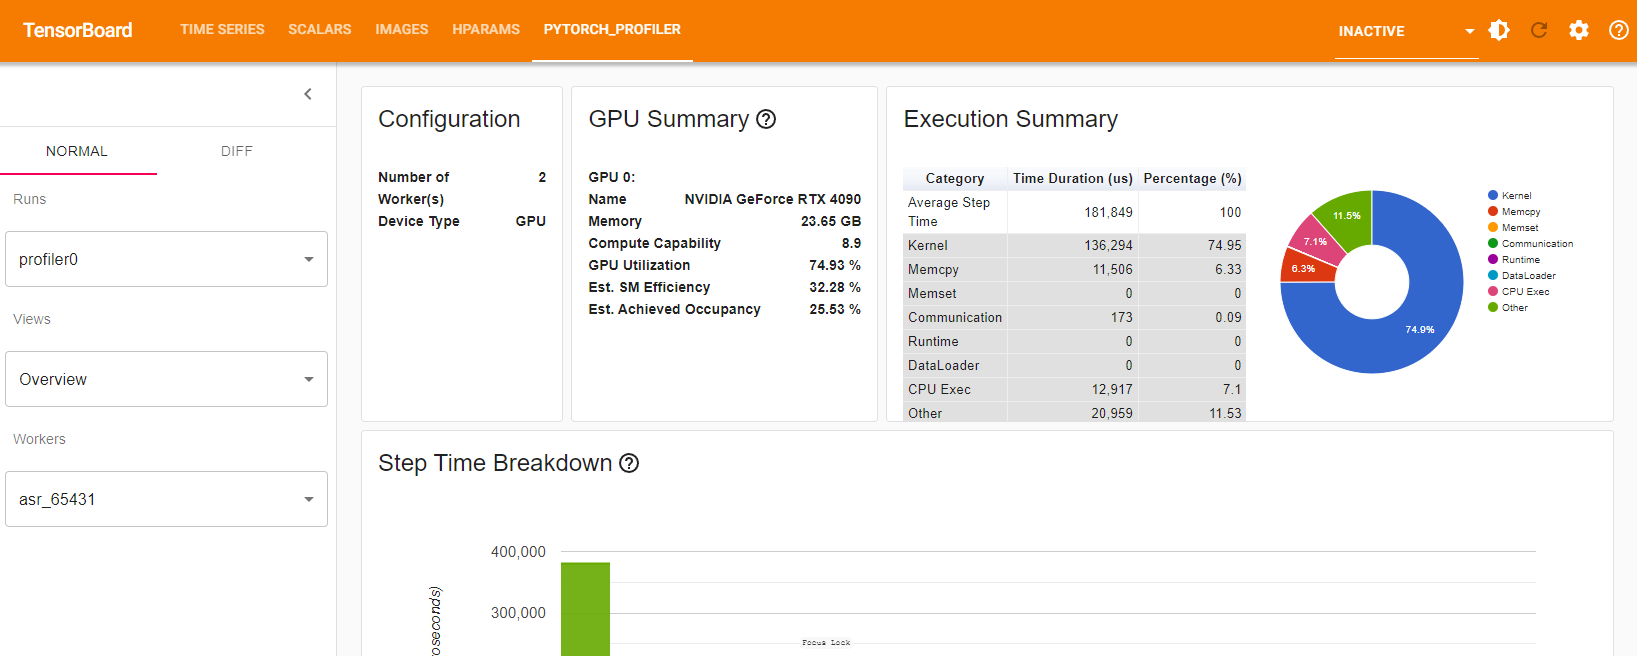 TensorBoard
TIME SERIES SCALARS IMAGES HPARAMS PYTORCH_PROFILER
INACTIVE
NORMAL DIFF
Runs
profiler0
Views
Overview
Workers
asr_65431
Configuration
Number of Worker(s) 2
Device Type GPU
GPU Summary
GPU 0:
Name NVIDIA GeForce RTX 4090
Memory 23.65 GB
Compute Capability 8.9
GPU Utilization 74.93 %
Est. SM Efficiency 32.28 %
Est. Achieved Occupancy 25.53 %
Execution Summary
Category Time Duration (us) Percentage (%)
Average Step Time 181,849 100
Kernel 136,294 74.95
Memcpy 11,506 6.33
Memset 0 0
Communication 173 0.09
Runtime 0 0
DataLoader 0 0
CPU Exec 12,917 7.1
Other 20,959 11.53
11.5%
7.1%
6.3%
74.9%
Kernel
Memcpy
Memset
Communication
Runtime
DataLoader
CPU Exec
Other
Step Time Breakdown
400,000
300,000
roseconds)
Focus Lock